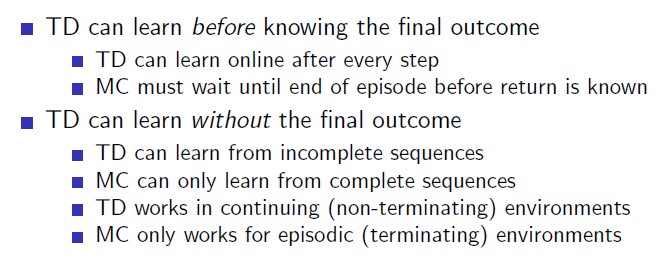 TD can learn before knowing the final outcome
TD can learn online after every step
MC must wait until end of episode before return is known
TD can learn without the final outcome
TD can learn from incomplete sequences
MC can only learn from complete sequences
TD works in continuing (non-terminating) environments
MC only works for episodic (terminating) environments